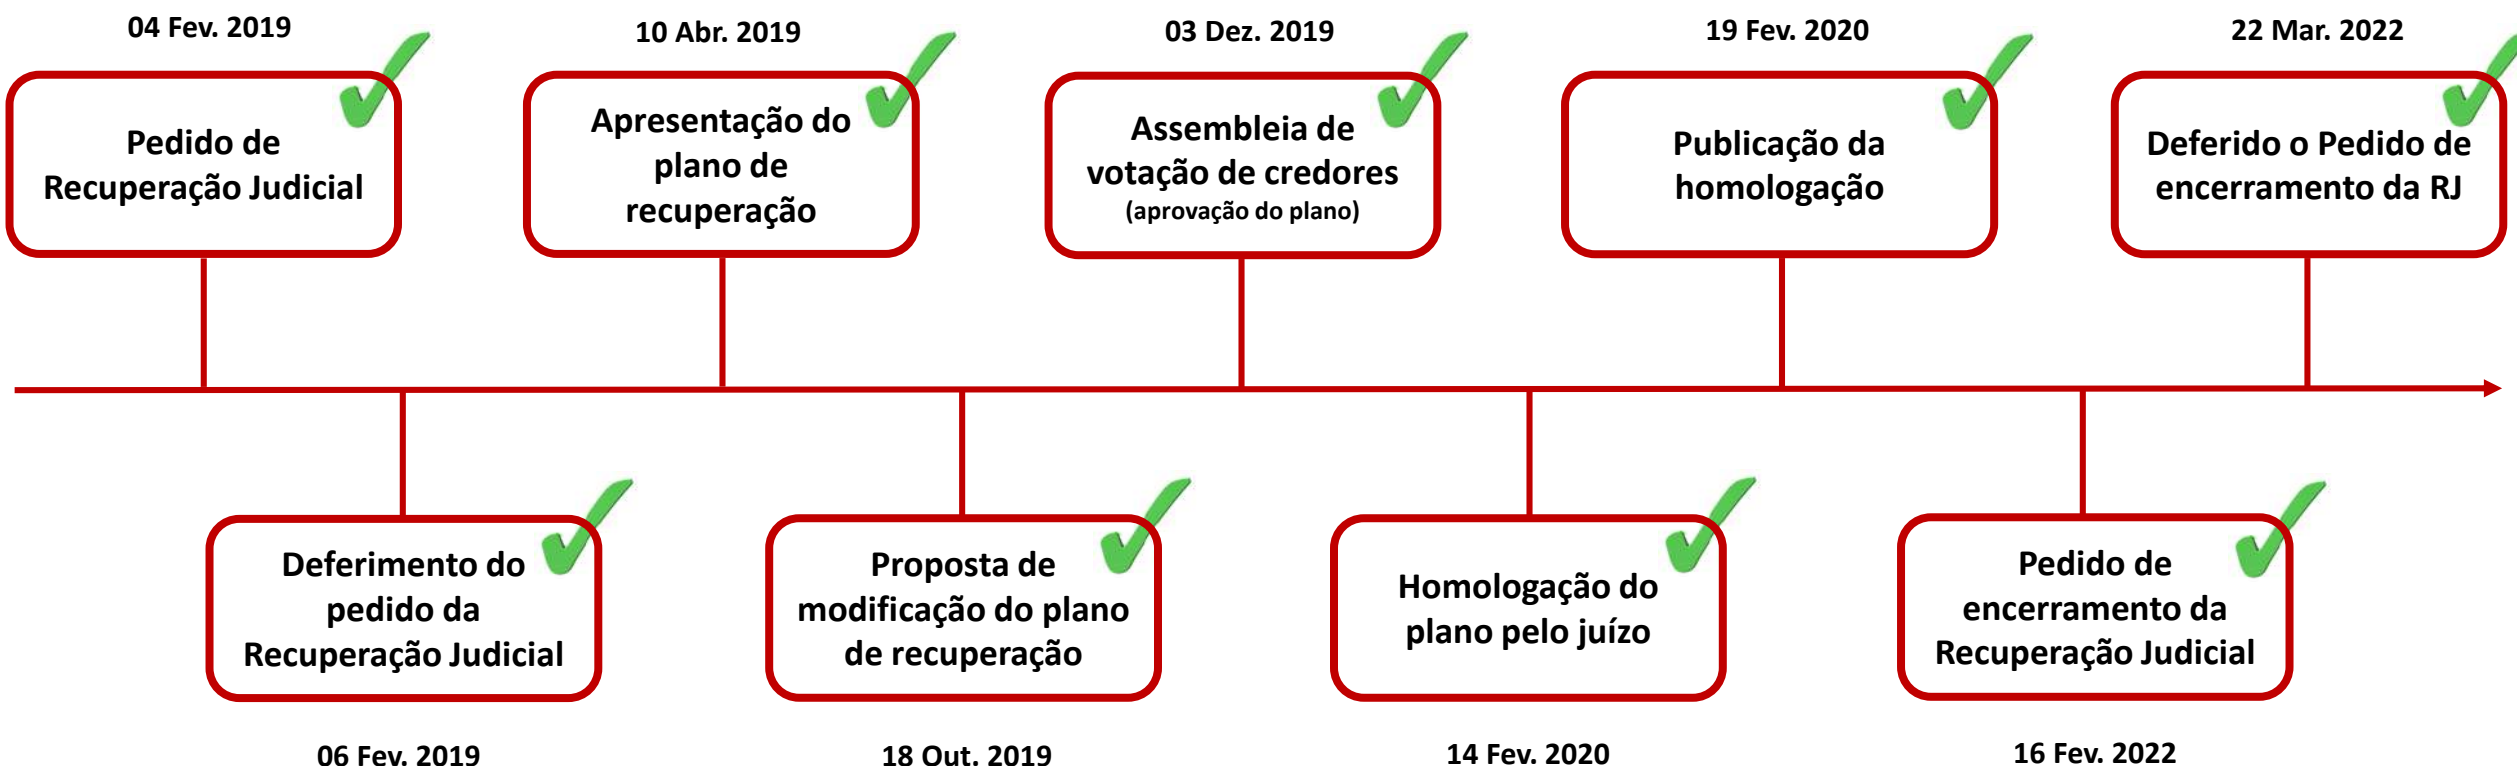 04 Fev. 2019
Pedido de
Recuperação Judicial
10 Abr. 2019
Apresentação do
plano de
recuperação
03 Dez. 2019
Assembleia de
votação de credores
(aprovação do plano)
19 Fev. 2020
Publicação da
homologação
22 Mar. 2022
Deferido o Pedido de
encerramento da RJ
Deferimento do
pedido da
Recuperação Judicial
06 Fev. 2019
Proposta de
modificação do plano
de recuperação
18 Out. 2019
Homologação do
plano pelo juízo
14 Fev. 2020
Pedido de
encerramento da
Recuperação Judicial
16 Fev. 2022